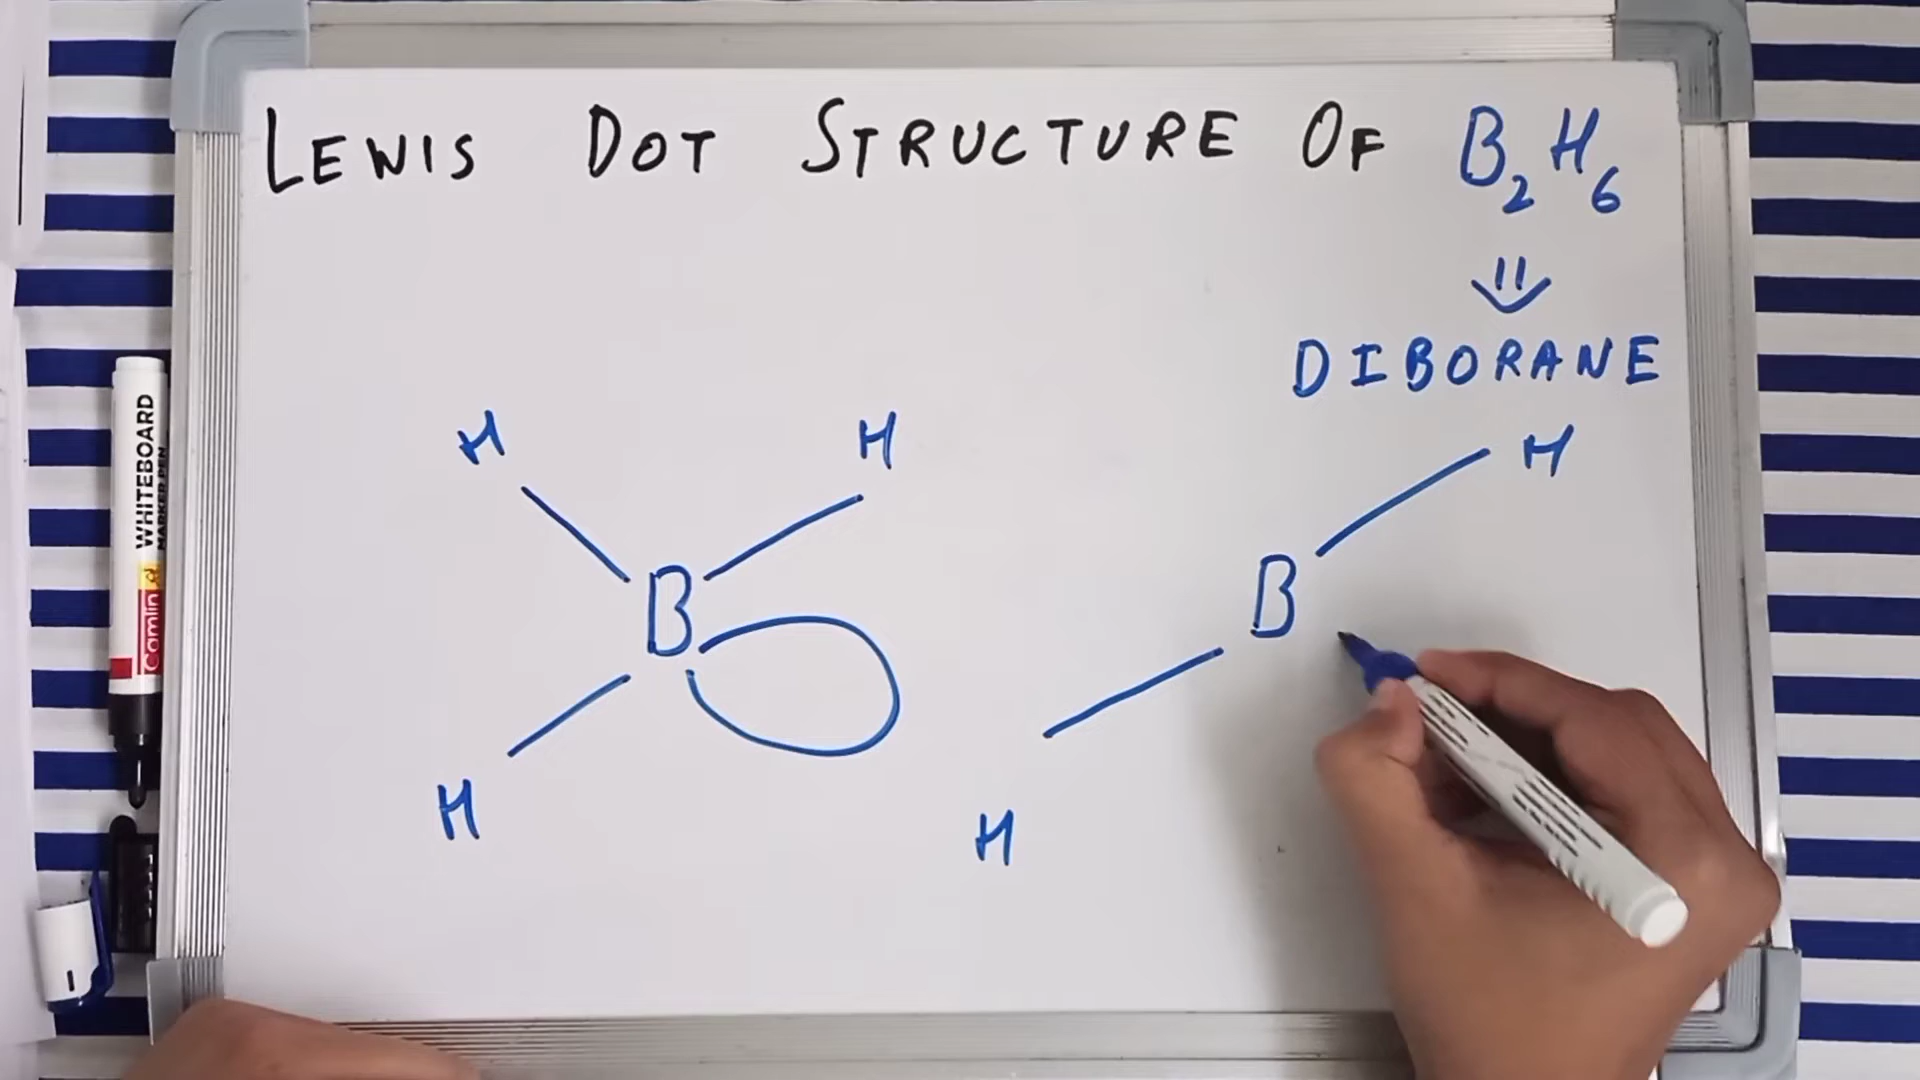 LEWIS DOT STRUCTURE OF B₂H₆
DIBORANE
H H H
B B
H H
WHITEBOARD
MARKER PEN
Camlin